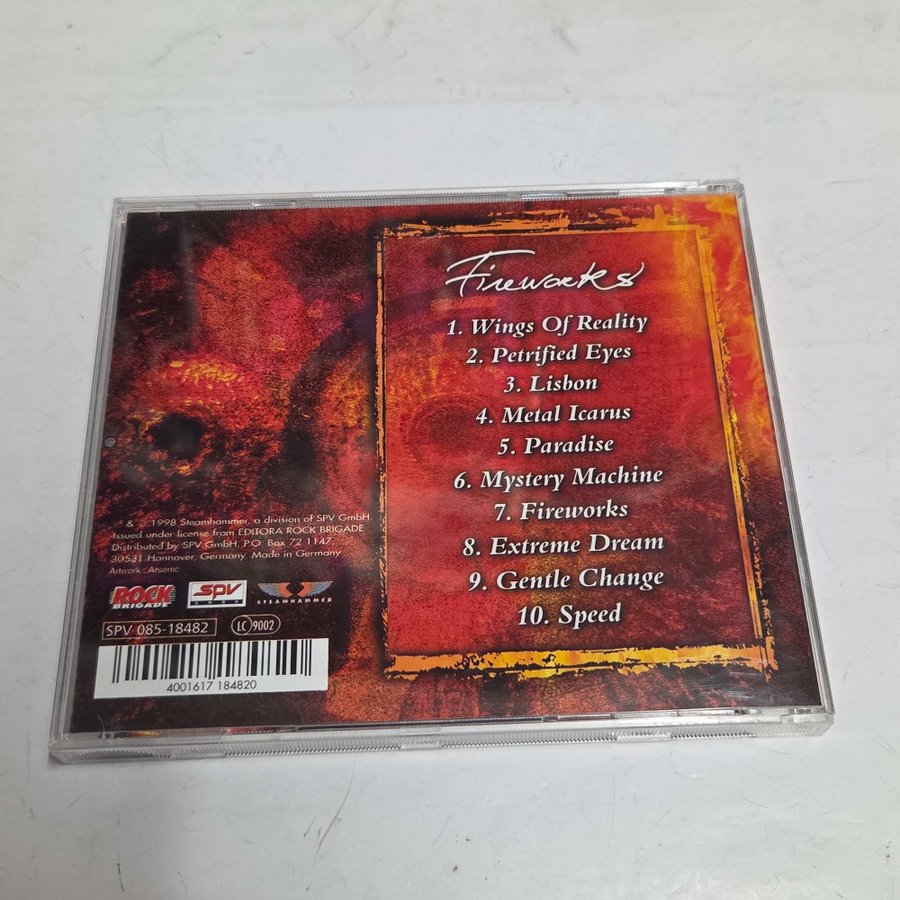 Fireworks
1. Wings Of Reality
2. Petrified Eyes
3. Lisbon
4. Metal Icarus
5. Paradise
6. Mystery Machine
7. Fireworks
8. Extreme Dream
9. Gentle Change
10. Speed
℗ & © 1998 Steamhammer, a division of SPV GmbH.
Issued under license from EDITORA ROCK BRIGADE
Distributed by SPV GmbH, P.O. Box 72 1147,
30531 Hannover, Germany. Made in Germany
Artwork : Arsenic
ROCK BRIGADE
SPV
STEAMHAMMER
SPV 085-18482
LC 9002
4001617 184820